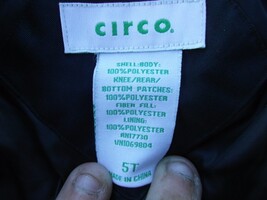 circo.
SHELL/BODY:
100%POLYESTER
KNEE/REAR/
BOTTOM PATCHES:
100%POLYESTER
FIBER FILL:
100%POLYESTER
LINING:
100%POLYESTER
RN17730
VN1069004
5T
MADE IN CHINA